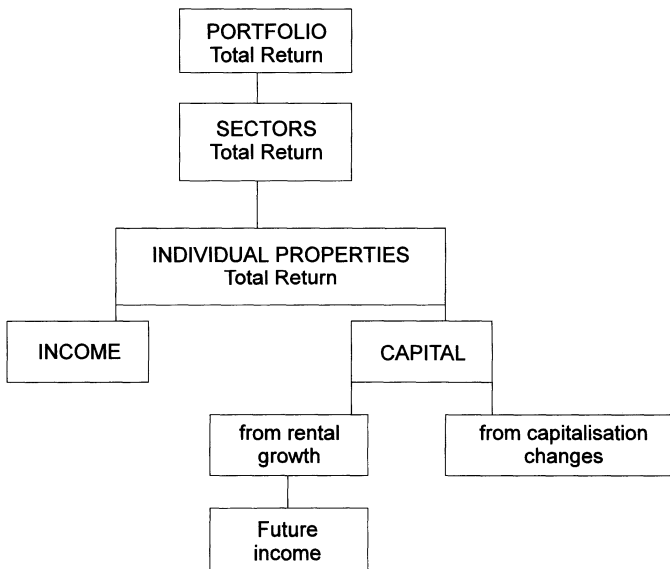 PORTFOLIO
Total Return
SECTORS
Total Return
INDIVIDUAL PROPERTIES
Total Return
INCOME
CAPITAL
from rental
growth
from capitalisation
changes
Future
income